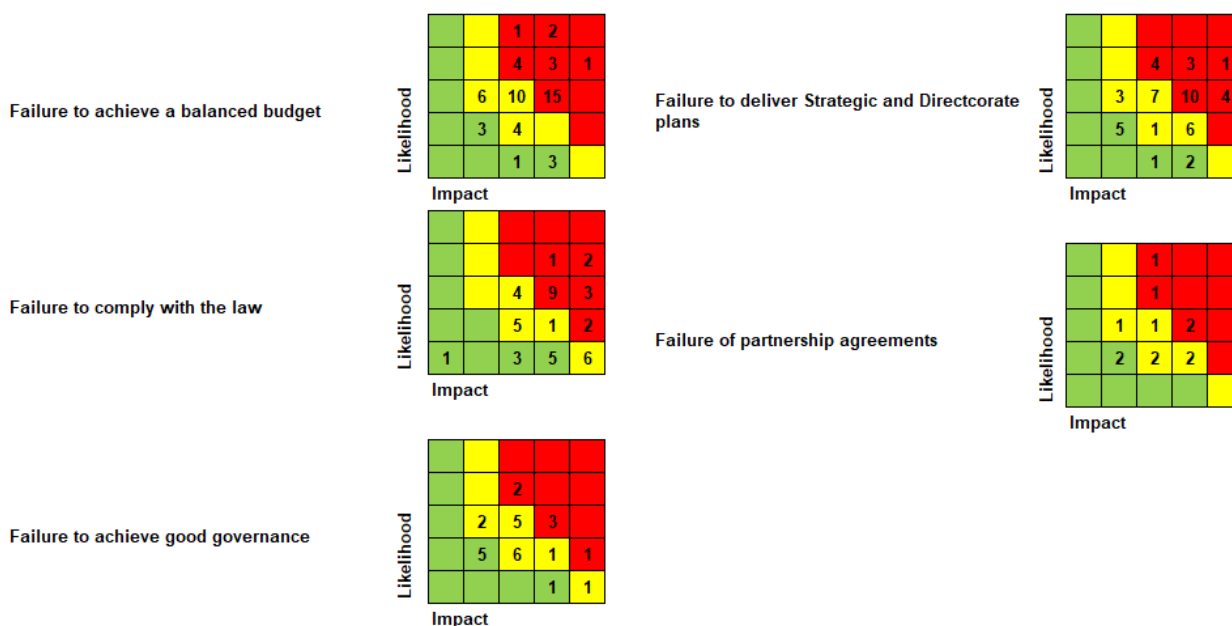 Failure to achieve a balanced budget
Likelihood
1 2
4 3 1
6 10 15
3 4
1 3
Impact
Failure to deliver Strategic and Directcorate
plans
Likelihood
4 3 1
3 7 10 4
5 1 6
1 2
Impact
Failure to comply with the law
Likelihood
1 2
4 9 3
5 1 2
1 3 5 6
Impact
Failure of partnership agreements
Likelihood
1
1
1 1 2
2 2 2
Impact
Failure to achieve good governance
Likelihood
2
2 5 3
5 6 1 1
1 1
Impact